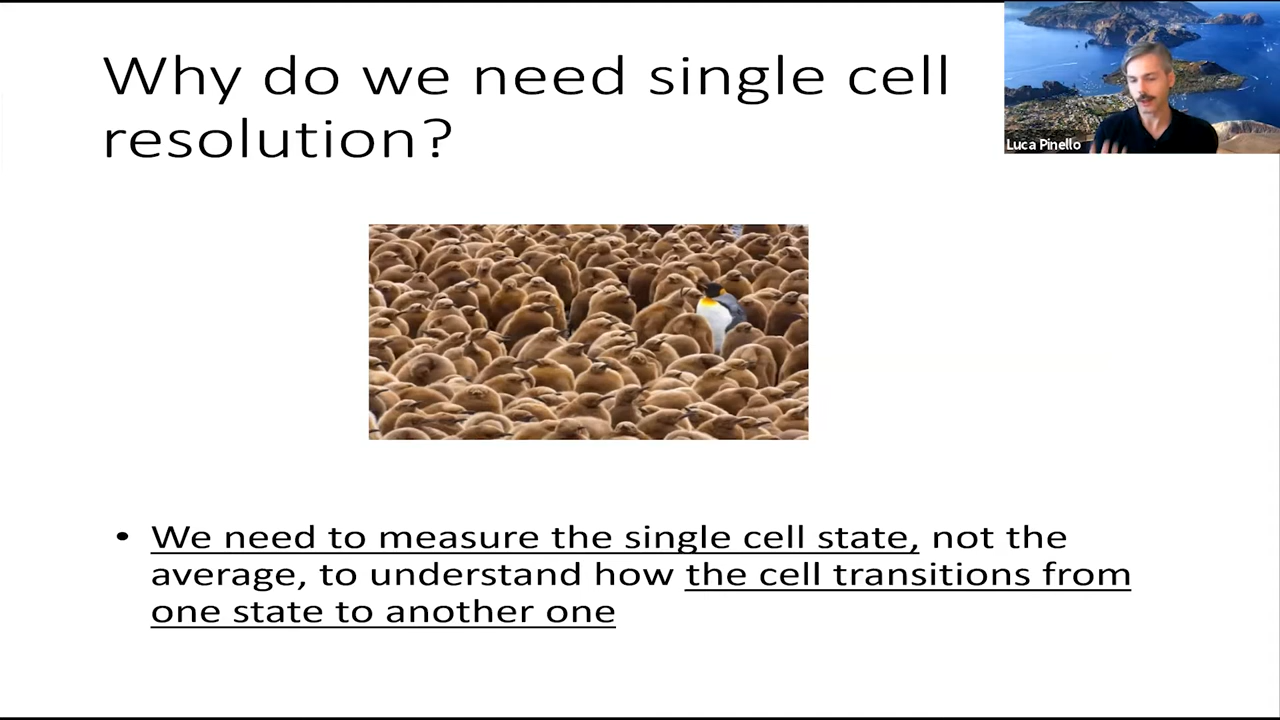 Why do we need single cell
resolution?
Luca Pinello
• We need to measure the single cell state, not the
average, to understand how the cell transitions from
one state to another one